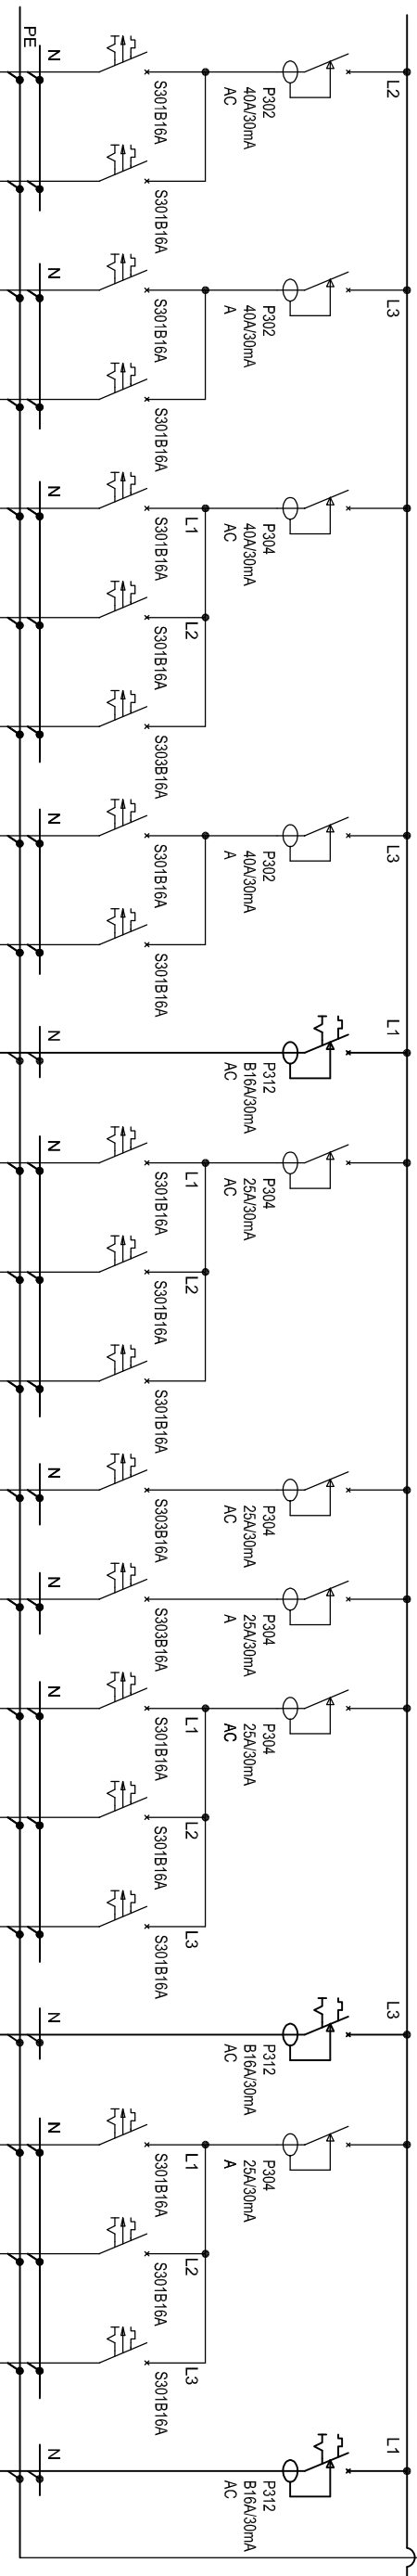 PE
N
S301B16A
S301B16A
P302
40A/30mA
AC
L2
N
S301B16A
S301B16A
P302
40A/30mA
A
L3
N
L1
S301B16A
L2
S301B16A
S303B16A
P304
40A/30mA
AC
N
S301B16A
S301B16A
P302
40A/30mA
A
L3
N
P312
B16A/30mA
AC
L1
N
L1
S301B16A
L2
S301B16A
S301B16A
P304
25A/30mA
AC
N
S303B16A
P304
25A/30mA
AC
N
S303B16A
P304
25A/30mA
A
N
L1
S301B16A
L2
S301B16A
L3
S301B16A
P304
25A/30mA
AC
N
P312
B16A/30mA
AC
L3
N
L1
S301B16A
L2
S301B16A
L3
S301B16A
P304
25A/30mA
A
N
P312
B16A/30mA
AC
L1